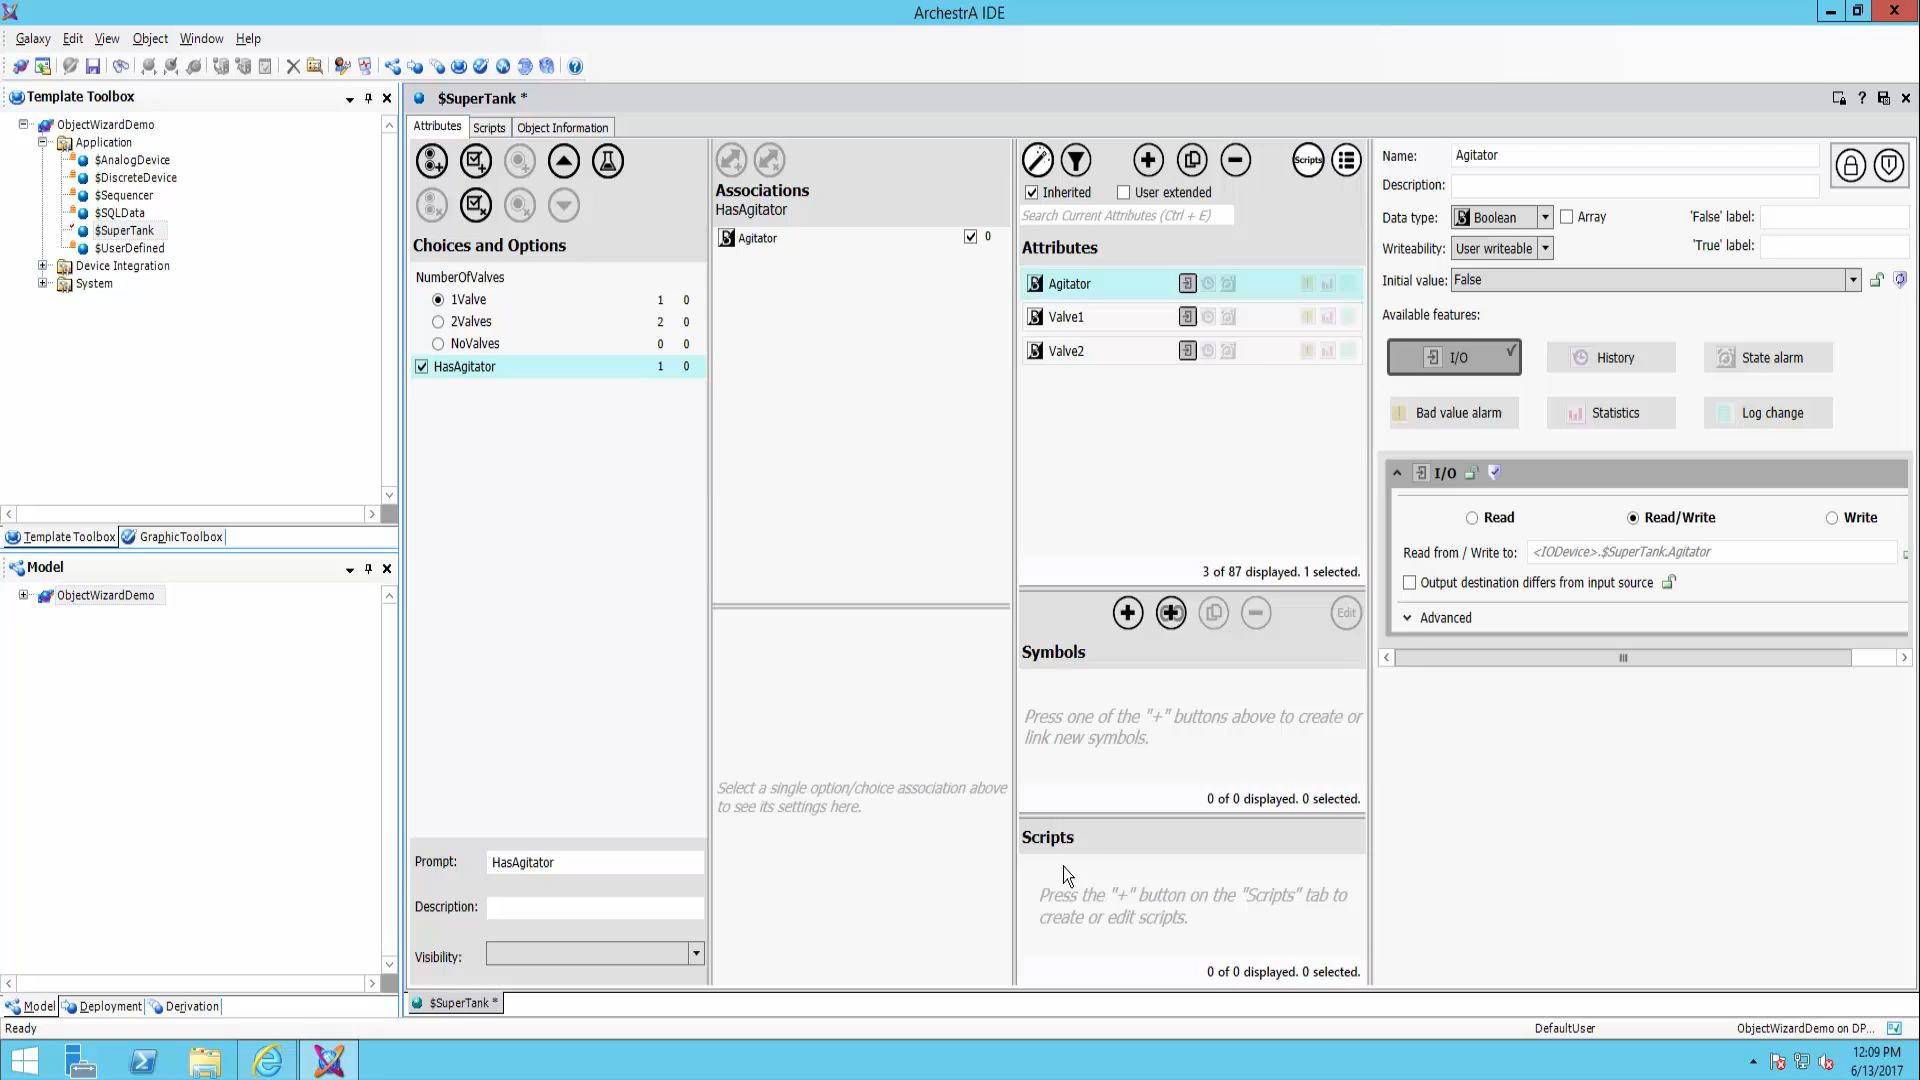 ArchestrA IDE
Galaxy Edit View Object Window Help
Template Toolbox
ObjectWizardDemo
Application
$AnalogDevice
$DiscreteDevice
$Sequencer
$SQLData
$SuperTank
$UserDefined
Device Integration
System
Template Toolbox GraphicToolbox
Model
ObjectWizardDemo
Model Deployment Derivation
Ready
$SuperTank *
Attributes Scripts Object Information
Choices and Options
NumberOfValves
1Valve 1 0
2Valves 2 0
NoValves 0 0
HasAgitator 1 0
Prompt: HasAgitator
Description:
Visibility:
Associations
HasAgitator
Agitator 0
Select a single option/choice association above
to see its settings here.
Scripts
Inherited User extended
Search Current Attributes (Ctrl + E)
Attributes
Agitator
Valve1
Valve2
3 of 87 displayed. 1 selected.
Edit
Symbols
Press one of the "+" buttons above to create or
link new symbols.
0 of 0 displayed. 0 selected.
Scripts
Press the "+" button on the "Scripts" tab to
create or edit scripts.
0 of 0 displayed. 0 selected.
Name: Agitator
Description:
Data type: Boolean Array 'False' label:
Writeability: User writeable 'True' label:
Initial value: False
Available features:
I/O History State alarm
Bad value alarm Statistics Log change
I/O
Read Read/Write Write
Read from / Write to: <IODevice>.$SuperTank.Agitator
Output destination differs from input source
Advanced
$SuperTank *
DefaultUser ObjectWizardDemo on DP...
12:09 PM
6/13/2017